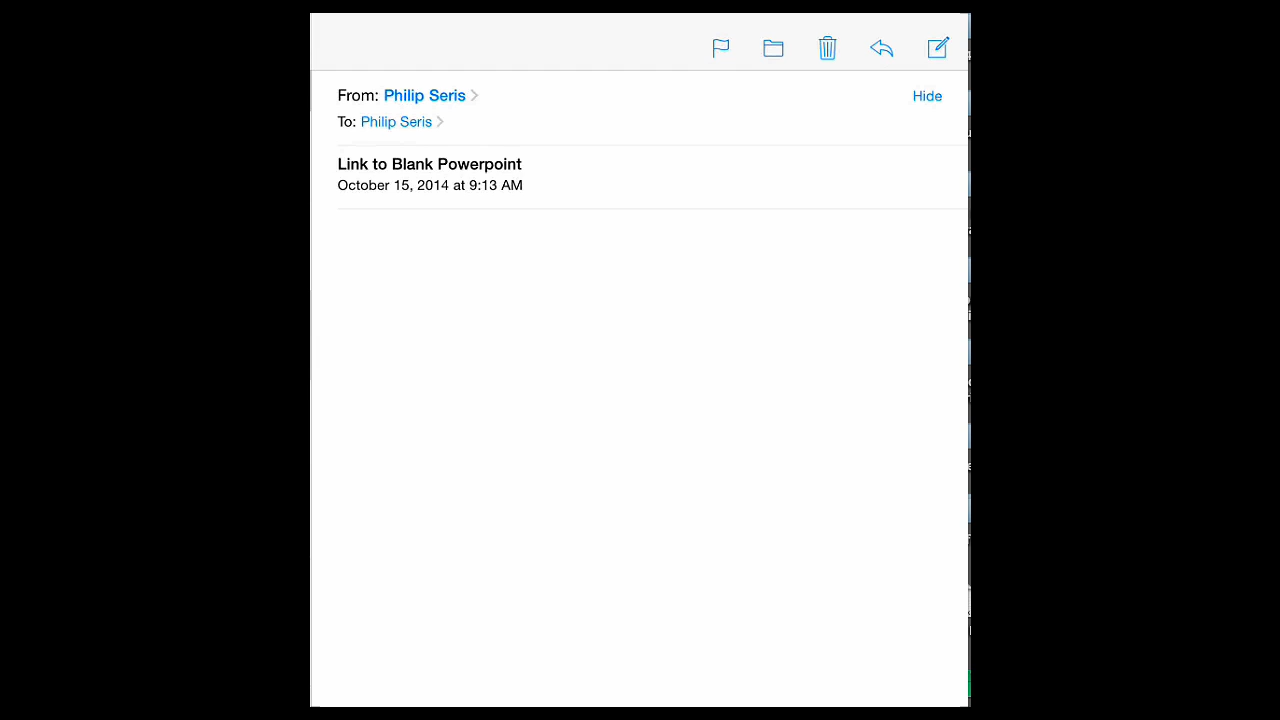 From: Philip Seris
Hide
To: Philip Seris
Link to Blank Powerpoint
October 15, 2014 at 9:13 AM